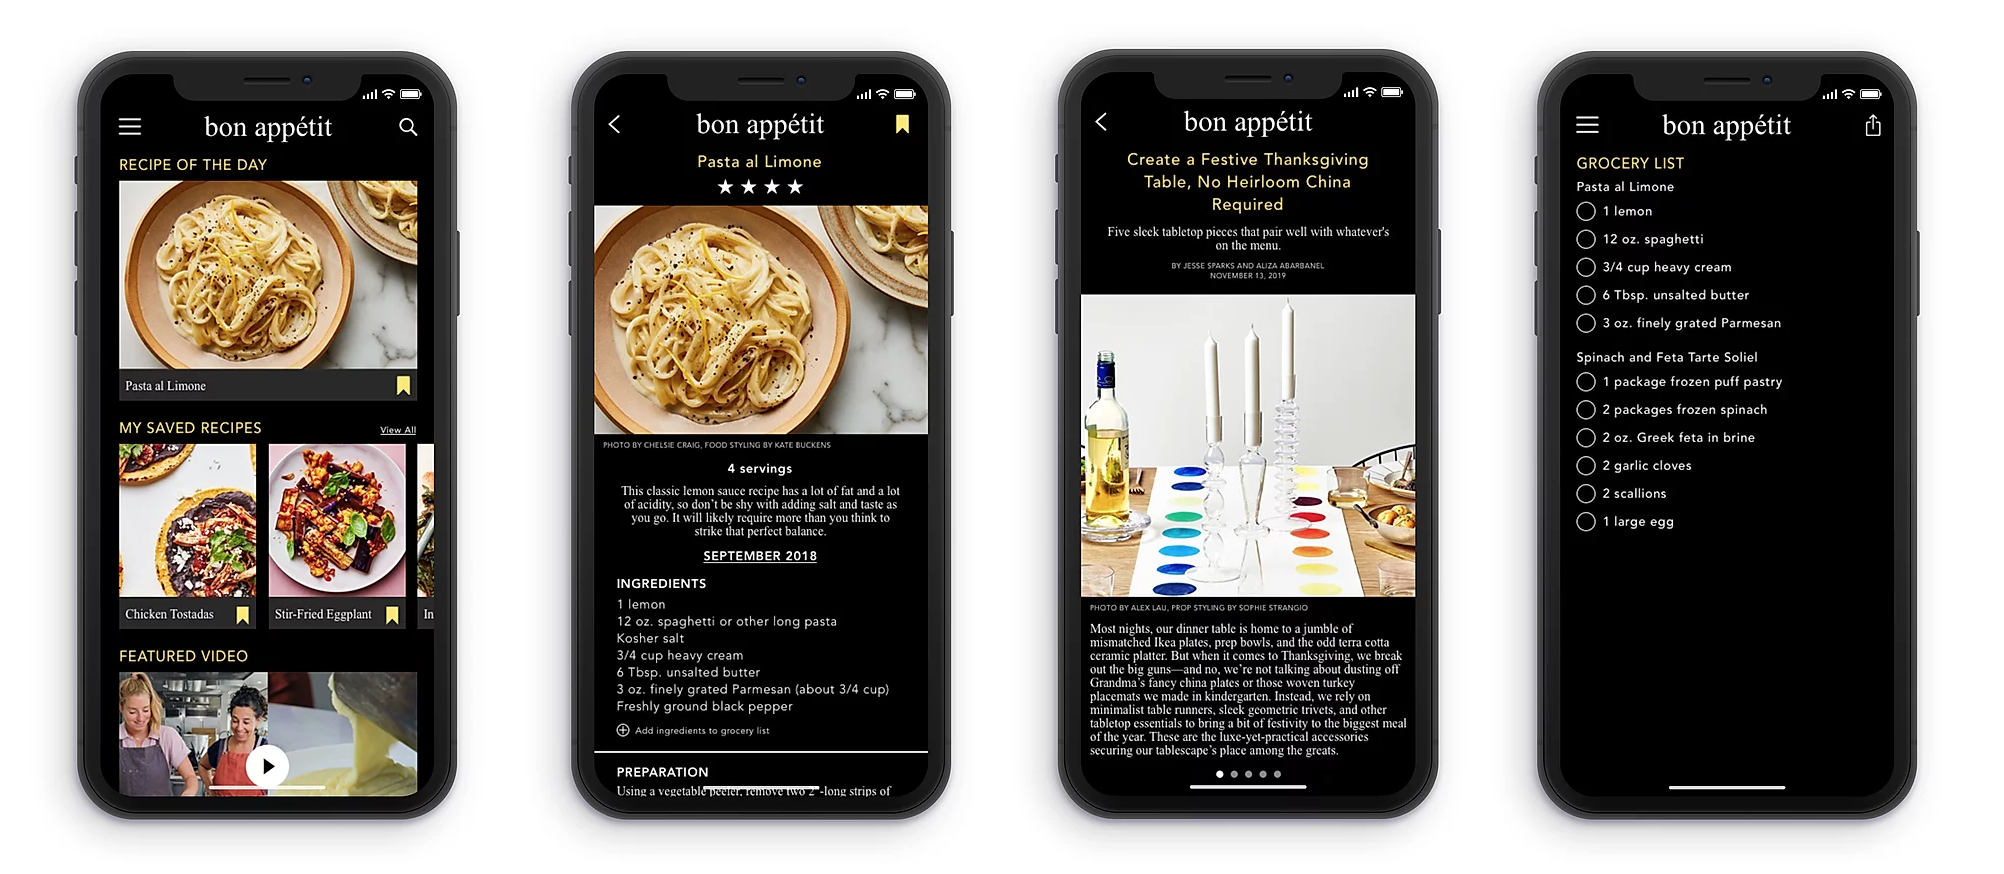 bon appétit
RECIPE OF THE DAY
Pasta al Limone
MY SAVED RECIPES
View All
Chicken Tostadas
Stir-Fried Eggplant
In
FEATURED VIDEO
bon appétit
Pasta al Limone
PHOTO BY CHELSIE CRAIG, FOOD STYLING BY KATE BUCKENS
4 servings
This classic lemon sauce recipe has a lot of fat and a lot
of acidity, so don't be shy with adding salt and taste as
you go. It will likely require more than you think to
strike that perfect balance.
SEPTEMBER 2018
INGREDIENTS
1 lemon
12 oz. spaghetti or other long pasta
Kosher salt
3/4 cup heavy cream
6 Tbsp. unsalted butter
3 oz. finely grated Parmesan (about 3/4 cup)
Freshly ground black pepper
Add ingredients to grocery list
PREPARATION
Using a vegetable peeler, remove two 2"-long strips of
bon appétit
Create a Festive Thanksgiving
Table, No Heirloom China
Required
Five sleek tabletop pieces that pair well with whatever's
on the menu.
BY JESSE SPARKS AND ALIZA ABARBANEL
NOVEMBER 13, 2019
PHOTO BY ALEX LAU, PROP STYLING BY SOPHIE STRANGIO
Most nights, our dinner table is home to a jumble of
mismatched Ikea plates, prep bowls, and the odd terra cotta
ceramic platter. But when it comes to Thanksgiving, we break
out the big guns—and no, we're not talking about dusting off
Grandma's fancy china plates or those woven turkey
placemats we made in kindergarten. Instead, we rely on
minimalist table runners, sleek geometric trivets, and other
tabletop essentials to bring a bit of festivity to the biggest meal
of the year. These are the luxe-yet-practical accessories
securing our tablescape's place among the greats.
bon appétit
GROCERY LIST
Pasta al Limone
1 lemon
12 oz. spaghetti
3/4 cup heavy cream
6 Tbsp. unsalted butter
3 oz. finely grated Parmesan
Spinach and Feta Tarte Soliel
1 package frozen puff pastry
2 packages frozen spinach
2 oz. Greek feta in brine
2 garlic cloves
2 scallions
1 large egg